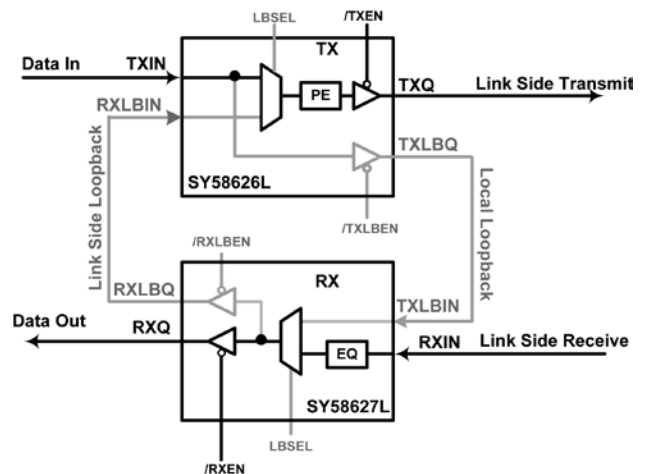 LBSEL
/TXEN
TX
Data In
TXIN
PE
TXQ
Link Side Transmit
RXLBIN
TXLBQ
SY58626L
/TXLBEN
Link Side Loopback
Local Loopback
/RXLBEN
RX
RXLBQ
TXLBIN
Data Out
RXQ
EQ
RXIN
Link Side Receive
SY58627L
LBSEL
/RXEN